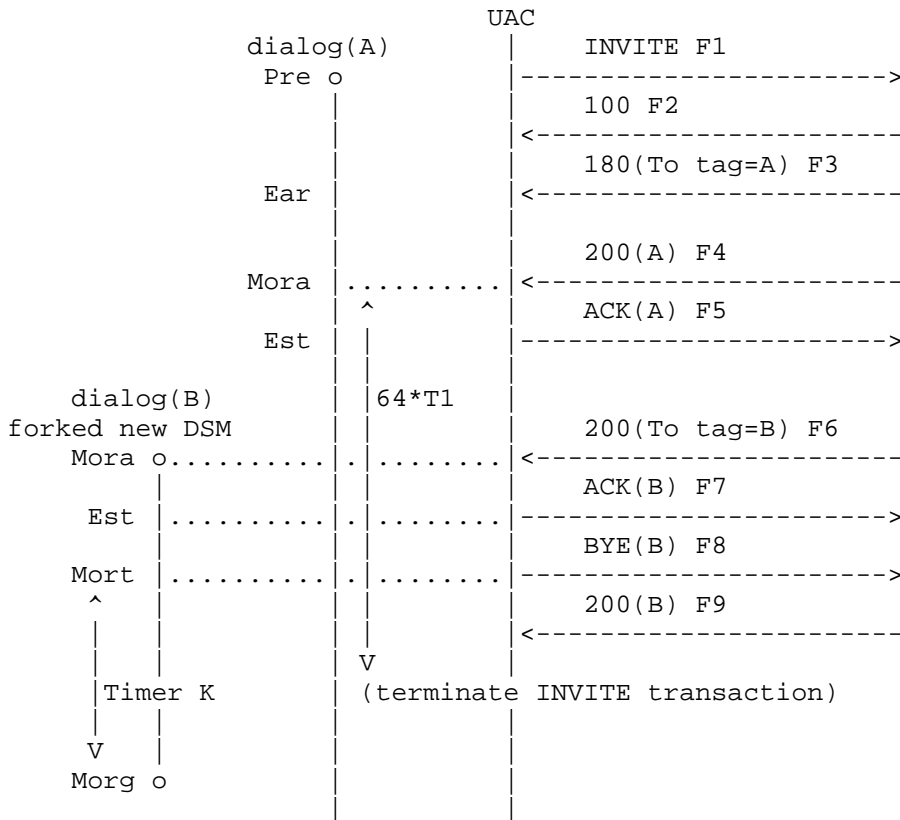 UAC
dialog(A) INVITE F1
Pre
100 F2
180(To tag=A) F3
Ear
200(A) F4
Mora
ACK(A) F5
Est
dialog(B) 64*T1
forked new DSM 200(To tag=B) F6
Mora
ACK(B) F7
Est
BYE(B) F8
Mort
200(B) F9
Timer K (terminate INVITE transaction)
Morg